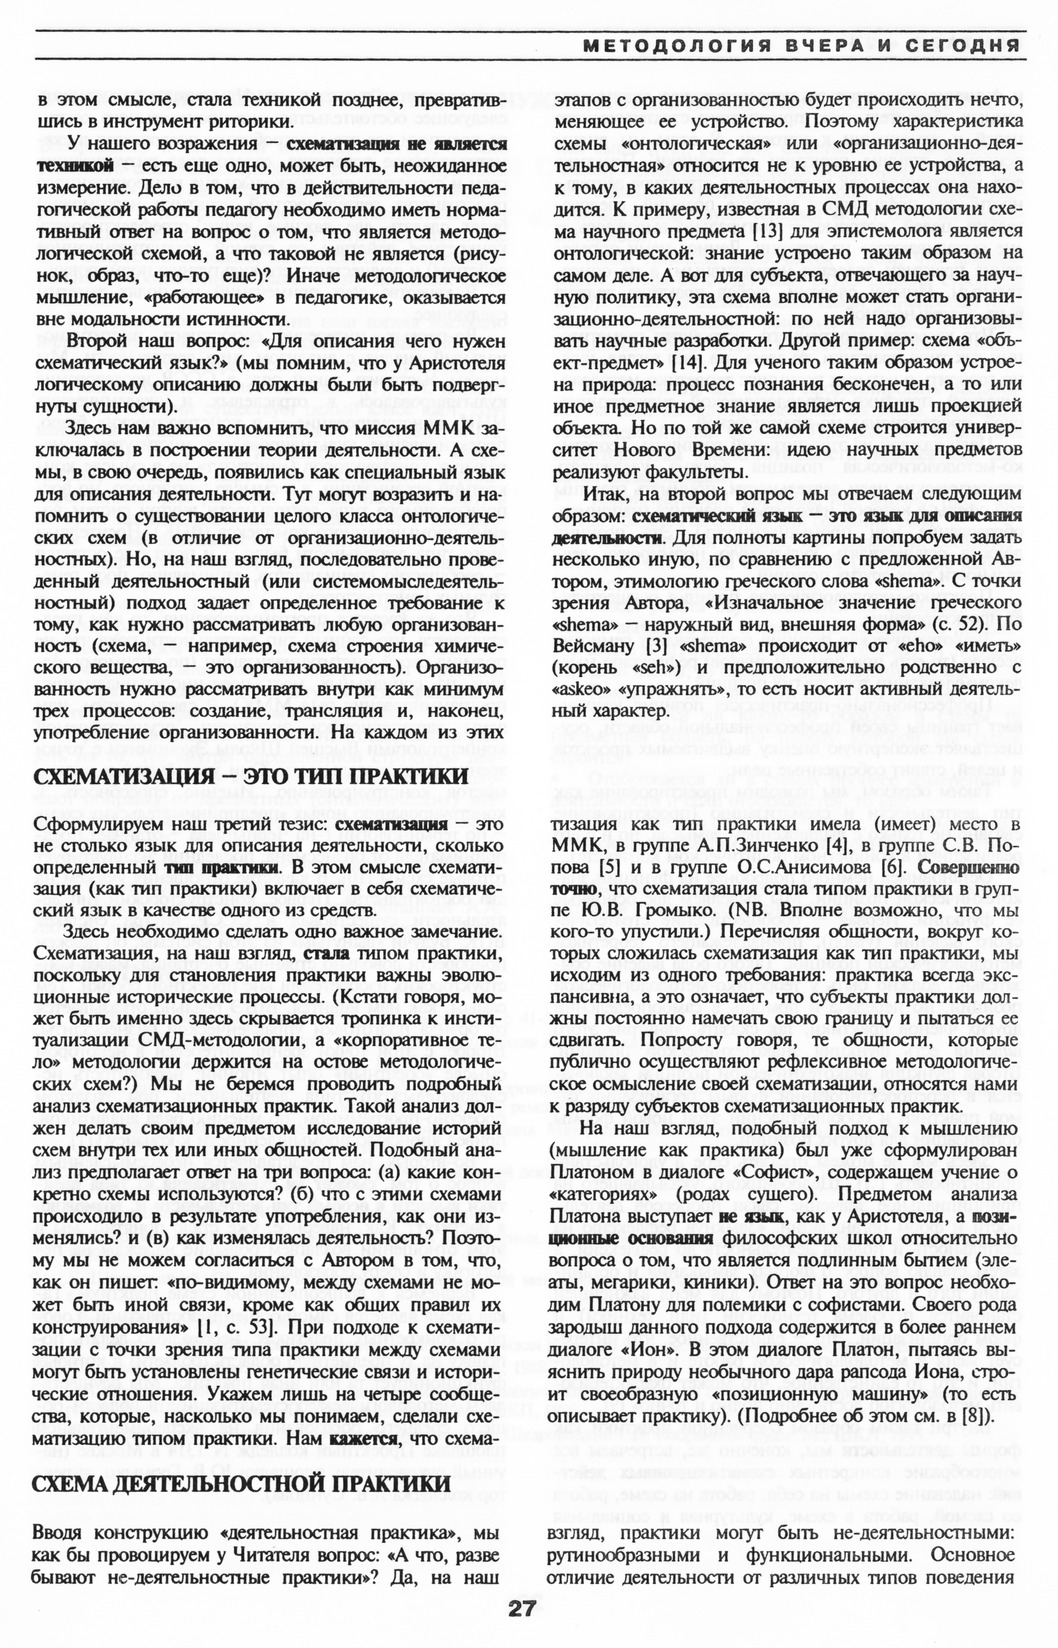 МЕТОДОЛОГИЯ ВЧЕРА И СЕГОДНЯ
в этом смысле, стала техникой позднее, превратив-
шись в инструмент риторики.
У нашего возражения — схематизация не является
техникой — есть еще одно, может быть, неожиданное
измерение. Дело в том, что в действительности педа-
гогической работы педагогу необходимо иметь норма-
тивный ответ на вопрос о том, что является методо-
логической схемой, а что таковой не является (рису-
нок, образ, что-то еще)? Иначе методологическое
мышление, «работающее» в педагогике, оказывается
вне модальности истинности.
Второй наш вопрос: «Для описания чего нужен
схематический язык?» (мы помним, что у Аристотеля
логическому описанию должны были быть подверг-
нуты сущности).
Здесь нам важно вспомнить, что миссия ММК за-
ключалась в построении теории деятельности. А схе-
мы, в свою очередь, появились как специальный язык
для описания деятельности. Тут могут возразить и на-
помнить о существовании целого класса онтологиче-
ских схем (в отличие от организационно-деятель-
ностных). Но, на наш взгляд, последовательно прове-
денный деятельностный (или системомыследеятель-
ностный) подход задает определенное требование к
тому, как нужно рассматривать любую организован-
ность (схема, — например, схема строения химиче-
ского вещества, — это организованность). Организо-
ванность нужно рассматривать внутри как минимум
трех процессов: создание, трансляция и, наконец,
употребление организованности. На каждом из этих
этапов с организованностью будет происходить нечто,
меняющее ее устройство. Поэтому характеристика
схемы «онтологическая» или «организационно-дея-
тельностная» относится не к уровню ее устройства, а
к тому, в каких деятельностных процессах она нахо-
дится. К примеру, известная в СМД методологии схе-
ма научного предмета [13] для эпистемолога является
онтологической: знание устроено таким образом на
самом деле. А вот для субъекта, отвечающего за науч-
ную политику, эта схема вполне может стать органи-
зационно-деятельностной: по ней надо организовы-
вать научные разработки. Другой пример: схема «объ-
ект-предмет» [14]. Для ученого таким образом устрое-
на природа: процесс познания бесконечен, а то или
иное предметное знание является лишь проекцией
объекта. Но по той же самой схеме строится универ-
ситет Нового Времени: идею научных предметов
реализуют факультеты.
Итак, на второй вопрос мы отвечаем следующим
образом: схематический язык — это язык для описания
деятельности. Для полноты картины попробуем задать
несколько иную, по сравнению с предложенной Ав-
тором, этимологию греческого слова «shema». С точки
зрения Автора, «Изначальное значение греческого
«shema» — наружный вид, внешняя форма» (с. 52). По
Вейсману [3] «shema» происходит от «eho» «иметь»
(корень «seh») и предположительно родственно с
«askeo» «упражнять», то есть носит активный деятель-
ный характер.
СХЕМАТИЗАЦИЯ – ЭТО ТИП ПРАКТИКИ
Сформулируем наш третий тезис: схематизация — это
не столько язык для описания деятельности, сколько
определенный тип практики. В этом смысле схемати-
зация (как тип практики) включает в себя схематиче-
ский язык в качестве одного из средств.
Здесь необходимо сделать одно важное замечание.
Схематизация, на наш взгляд, стала типом практики,
поскольку для становления практики важны эволю-
ционные исторические процессы. (Кстати говоря, мо-
жет быть именно здесь скрывается тропинка к инсти-
туализации СМД-методологии, а «корпоративное те-
ло» методологии держится на остове методологиче-
ских схем?) Мы не беремся проводить подробный
анализ схематизационных практик. Такой анализ дол-
жен делать своим предметом исследование историй
схем внутри тех или иных общностей. Подобный ана-
лиз предполагает ответ на три вопроса: (а) какие кон-
кретно схемы используются? (б) что с этими схемами
происходило в результате употребления, как они из-
менялись? и (в) как изменялась деятельность? Поэто-
му мы не можем согласиться с Автором в том, что,
как он пишет: «по-видимому, между схемами не мо-
жет быть иной связи, кроме как общих правил их
конструирования» [1, с. 53]. При подходе к схемати-
зации с точки зрения типа практики между схемами
могут быть установлены генетические связи и истори-
ческие отношения. Укажем лишь на четыре сообще-
ства, которые, насколько мы понимаем, сделали схе-
матизацию типом практики. Нам кажется, что схема-
тизация как тип практики имела (имеет) место в
ММК, в группе А.П.Зинченко [4], в группе С.В. По-
пова [5] и в группе О.С.Анисимова [6]. Совершенно
точно, что схематизация стала типом практики в груп-
пе Ю.В. Громыко. (NB. Вполне возможно, что мы
кого-то упустили.) Перечисляя общности, вокруг ко-
торых сложилась схематизация как тип практики, мы
исходим из одного требования: практика всегда экс-
пансивна, а это означает, что субъекты практики дол-
жны постоянно намечать свою границу и пытаться ее
сдвигать. Попросту говоря, те общности, которые
публично осуществляют рефлексивное методологиче-
ское осмысление своей схематизации, относятся нами
к разряду субъектов схематизационных практик.
На наш взгляд, подобный подход к мышлению
(мышление как практика) был уже сформулирован
Платоном в диалоге «Софист», содержащем учение о
«категориях» (родах сущего). Предметом анализа
Платона выступает не язык, как у Аристотеля, а пози-
ционные основания философских школ относительно
вопроса о том, что является подлинным бытием (эле-
аты, мегарики, киники). Ответ на это вопрос необхо-
дим Платону для полемики с софистами. Своего рода
зародыш данного подхода содержится в более раннем
диалоге «Ион». В этом диалоге Платон, пытаясь вы-
яснить природу необычного дара рапсода Иона, стро-
ит своеобразную «позиционную машину» (то есть
описывает практику). (Подробнее об этом см. в [8]).
СХЕМА ДЕЯТЕЛЬНОСТНОЙ ПРАКТИКИ
Вводя конструкцию «деятельностная практика», мы
как бы провоцируем у Читателя вопрос: «А что, разве
бывают не-деятельностные практики»? Да, на наш
взгляд, практики могут быть не-деятельностными:
рутинообразными и функциональными. Основное
отличие деятельности от различных типов поведения
27